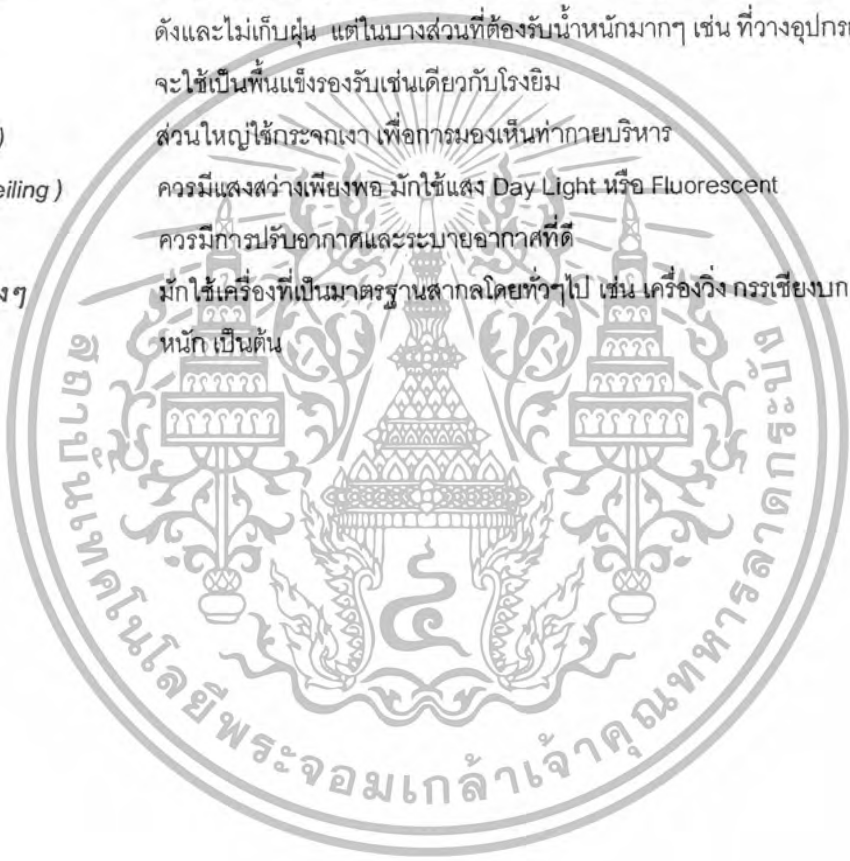 ดังและไม่เก็บฝุ่น แต่ในบางส่วนที่ต้องรับน้ำหนักมากๆ เช่น ที่วางอุปกร
จะใช้เป็นพื้นแข็งรองรับเช่นเดียวกับโรงยิม
) ส่วนใหญ่ใช้กระจกเงา เพื่อการมองเห็นท่ากายบริหาร
eiling ) ควรมีแสงสว่างเพียงพอ มักใช้แสง Day Light หรือ Fluorescent
ควรมีการปรับอากาศและระบายอากาศที่ดี
งๆ มักใช้เครื่องที่เป็นมาตรฐานสากลโดยทั่วๆไป เช่น เครื่องวิ่ง กรรเชียงบก
หนัก เป็นต้น
สถาบันเทคโนโลยีพระจอมเกล้าเจ้าคุณทหารลาดกระบัง
๔